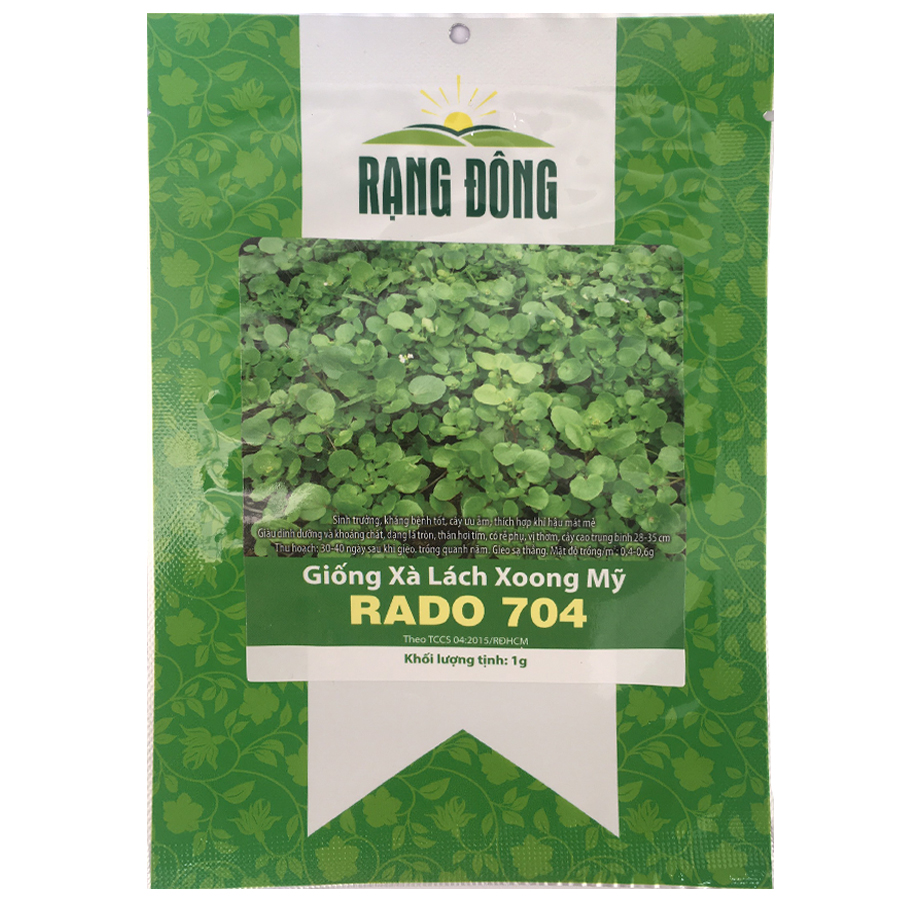 RẠNG ĐÔNG
Sinh trưởng, kháng bệnh tốt, cây ưu ẩm, thích hợp khí hậu mát mẻ
Giàu dinh dưỡng và khoáng chất, dạng lá tròn, thân hơi tím, có rễ phụ, vị thơm, cây cao trung bình 28-35 cm
Thu hoạch: 30-40 ngày sau khi gieo, trồng quanh năm. Gieo sạ thẳng. Mật độ trồng/m²: 0,4-0,6g
Giống Xà Lách Xoong Mỹ
RADO 704
Theo TCCS 04:2015/RĐHCM
Khối lượng tịnh: 1g